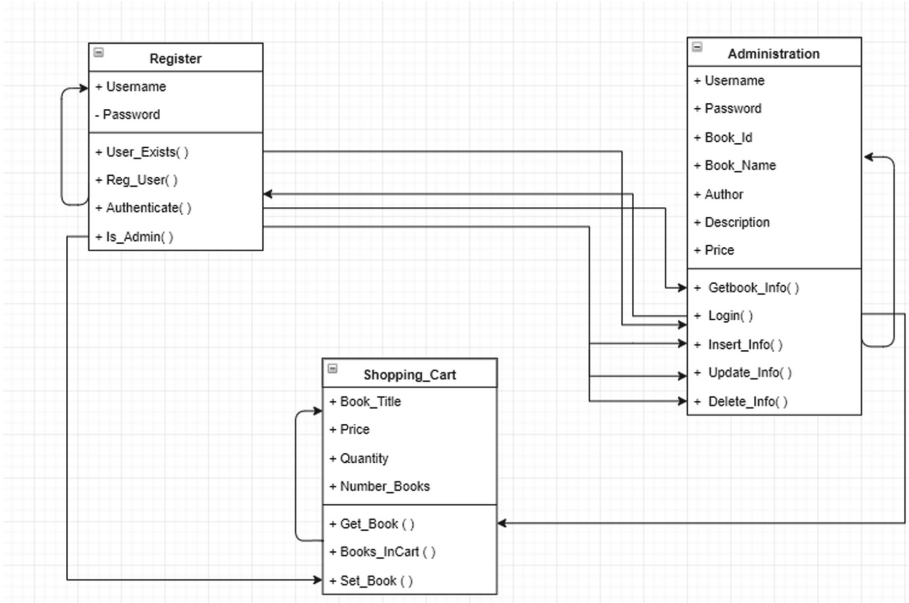 Register
+ Username
- Password
+ User_Exists( )
+ Reg_User( )
+ Authenticate( )
+ Is_Admin( )
Administration
+ Username
+ Password
+ Book_Id
+ Book_Name
+ Author
+ Description
+ Price
+ Getbook_Info( )
+ Login( )
+ Insert_Info( )
+ Update_Info( )
+ Delete_Info( )
Shopping_Cart
+ Book_Title
+ Price
+ Quantity
+ Number_Books
+ Get_Book ( )
+ Books_InCart ( )
+ Set_Book ( )